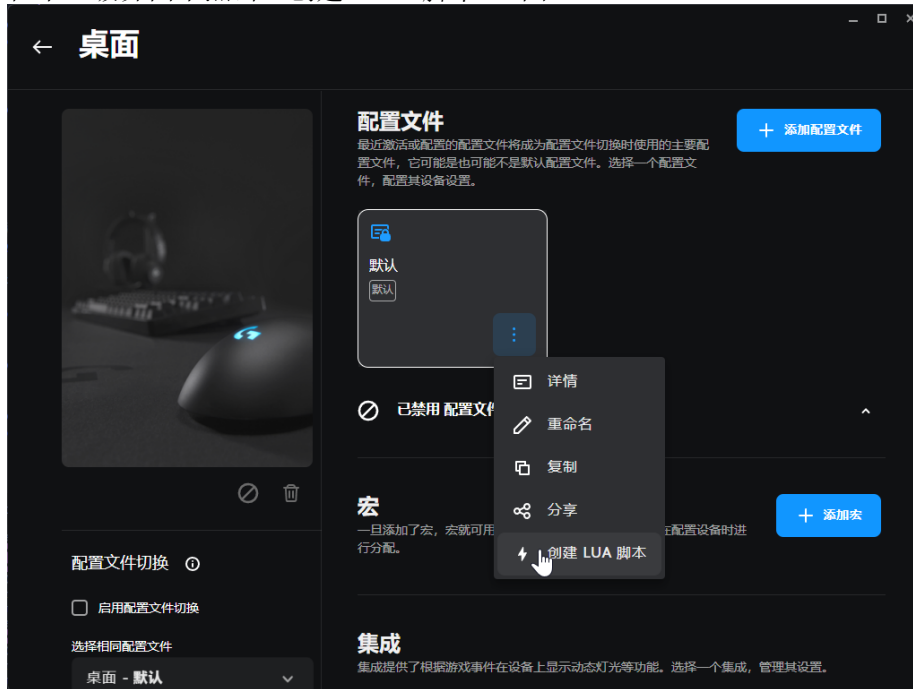 桌面
配置文件
最近激活或配置的配置文件将成为配置文件切换时使用的主要配
置文件，它可能是也可能不是默认配置文件。选择一个配置文
件，配置其设备设置。
添加配置文件
默认
默认
详情
重命名
复制
分享
创建 LUA 脚本
已禁用 配置文件
宏
一旦添加了宏，宏就可用
在配置设备时进
行分配。
添加宏
配置文件切换
启用配置文件切换
选择相同配置文件
桌面 - 默认
集成
集成提供了根据游戏事件在设备上显示动态灯光等功能。选择一个集成，管理其设置。